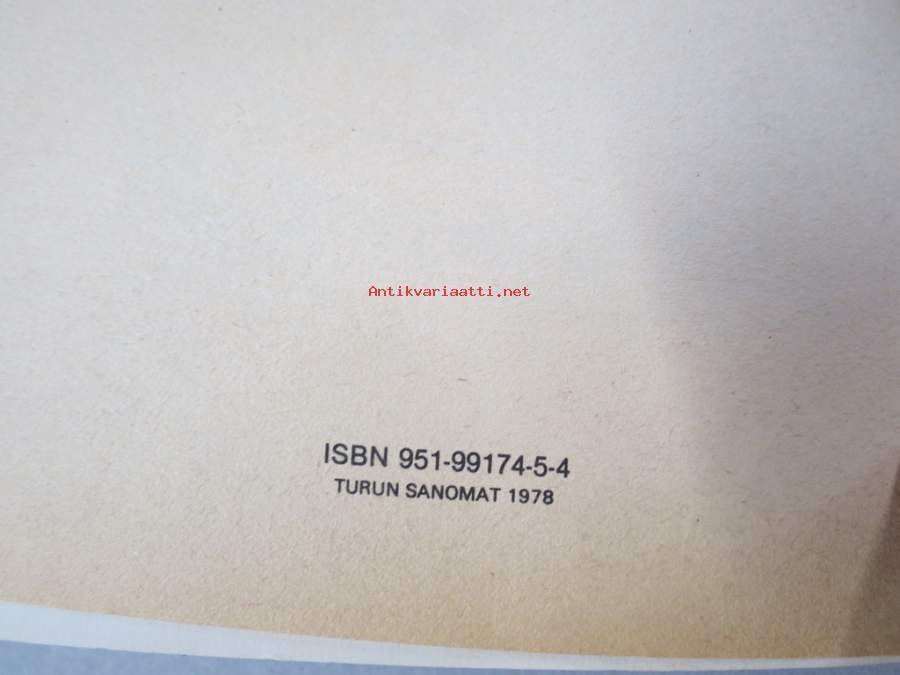 Antikvariaatti.net
ISBN 951-99174-5-4
TURUN SANOMAT 1978